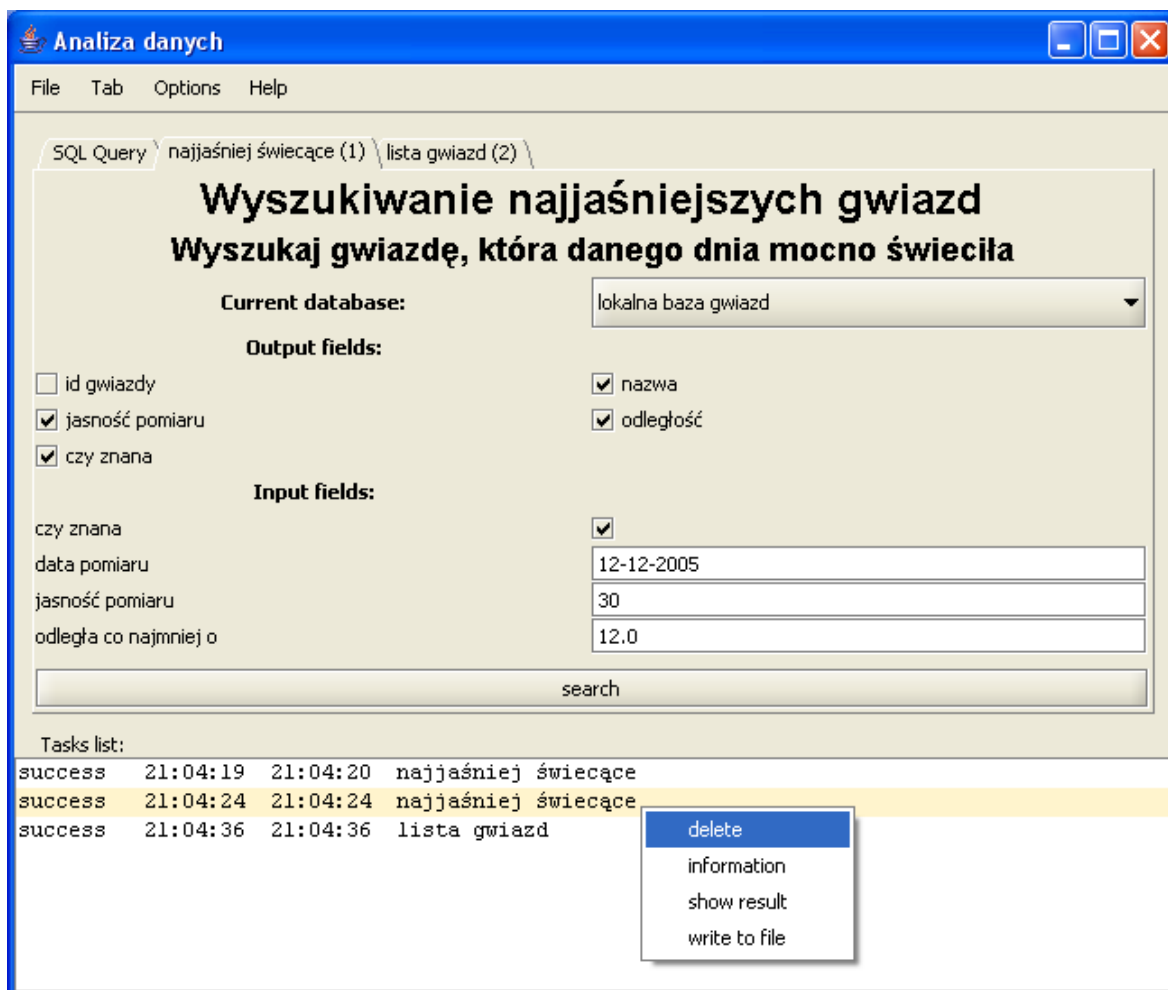 Analiza danych
File Tab Options Help
SQL Query najjaśniej świecące (1) lista gwiazd (2)
Wyszukiwanie najjaśniejszych gwiazd
Wyszukaj gwiazdę, która danego dnia mocno świeciła
Current database: lokalna baza gwiazd
Output fields:
id gwiazdy nazwa
jasność pomiaru odległość
czy znana
Input fields:
czy znana
data pomiaru 12-12-2005
jasność pomiaru 30
odległa co najmniej o 12.0
search
Tasks list:
success 21:04:19 21:04:20 najjaśniej świecące
success 21:04:24 21:04:24 najjaśniej świecące
success 21:04:36 21:04:36 lista gwiazd
delete
information
show result
write to file